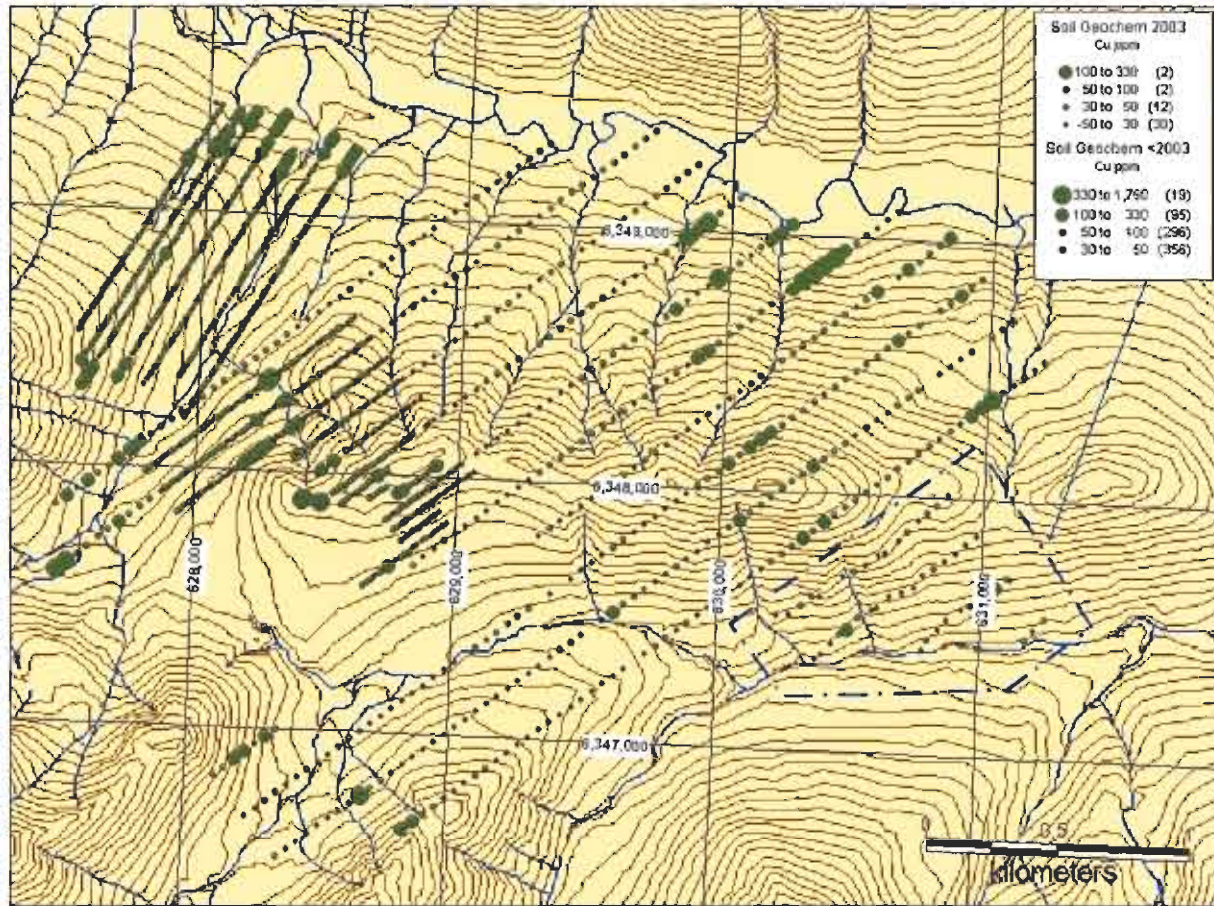 Soil Geochem 2003
Cu ppm
100 to 330 (2)
50 to 100 (2)
30 to 50 (12)
-50 to 30 (30)
Soil Geochem <2003
Cu ppm
330 to 1,760 (19)
100 to 330 (95)
50 to 100 (296)
30 to 50 (356)
6,349,000
6,348,000
628,000
629,000
630,000
631,000
6,347,000
0 0.5 1
kilometers